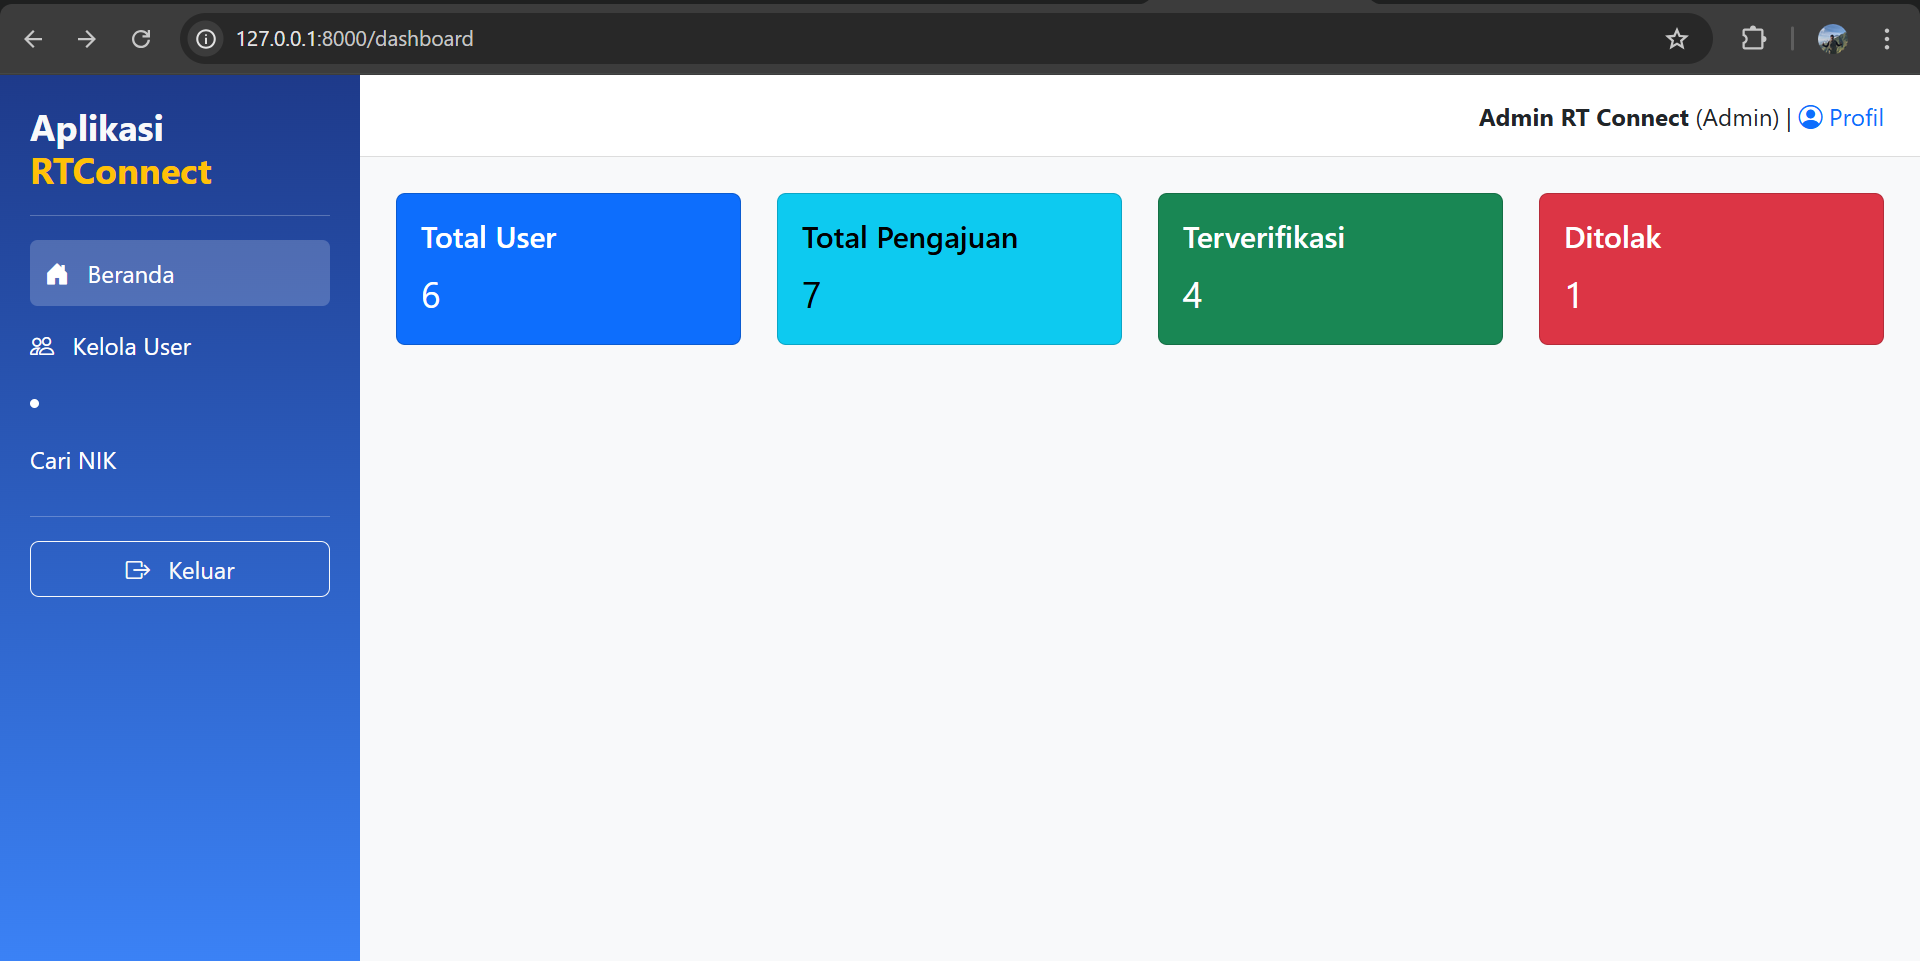 127.0.0.1:8000/dashboard
Aplikasi
RTConnect
Beranda
Kelola User
Cari NIK
Keluar
Admin RT Connect (Admin) | Profil
Total User
6
Total Pengajuan
7
Terverifikasi
4
Ditolak
1